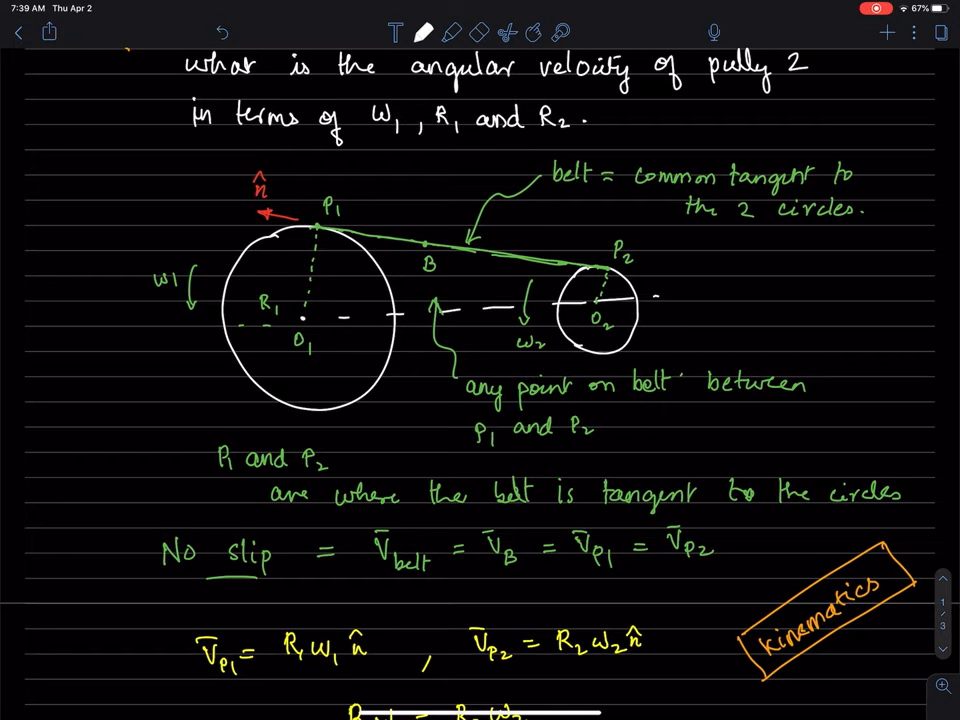 7:39 AM Thu Apr 2
67%
what is the angular velocity of pully 2
in terms of ω₁, R₁ and R₂.
belt = common tangent to
the 2 circles.
n̂
P₁
P₂
B
ω1
R₁
O₁
ω₂
O₂
any point on belt between
P₁ and P₂
P₁ and P₂
are where the belt is tangent to the circles
No slip = V̄belt = V̄B = V̄P₁ = V̄P₂
Kinematics
V̄P₁ = R₁ω₁ n̂ , V̄P₂ = R₂ω₂ n̂
1
/
3